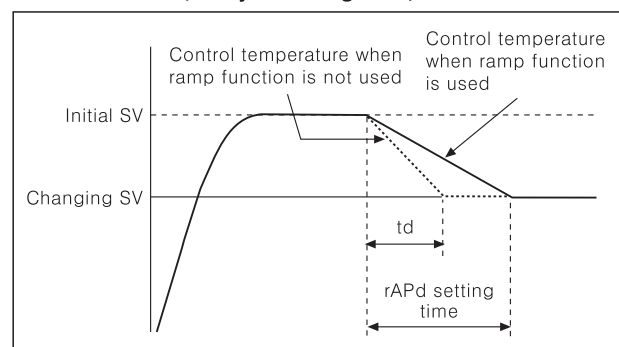 Control temperature when
ramp function is not used
Control temperature
when ramp function
is used
Initial SV
Changing SV
td
rAPd setting
time